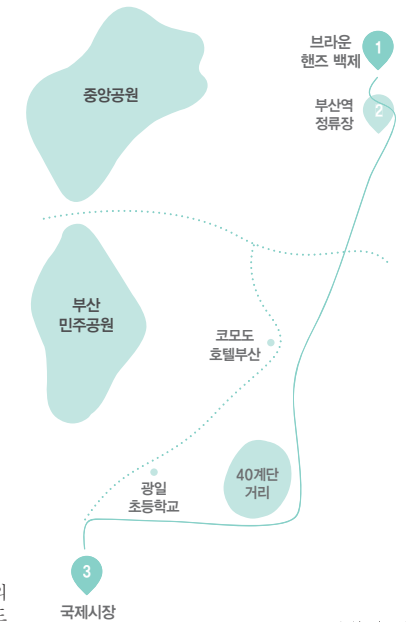 브라운
핸즈 백제
1
중앙공원
부산역
정류장
2
부산
민주공원
코모도
호텔부산
40계단
거리
광일
초등학교
3
국제시장